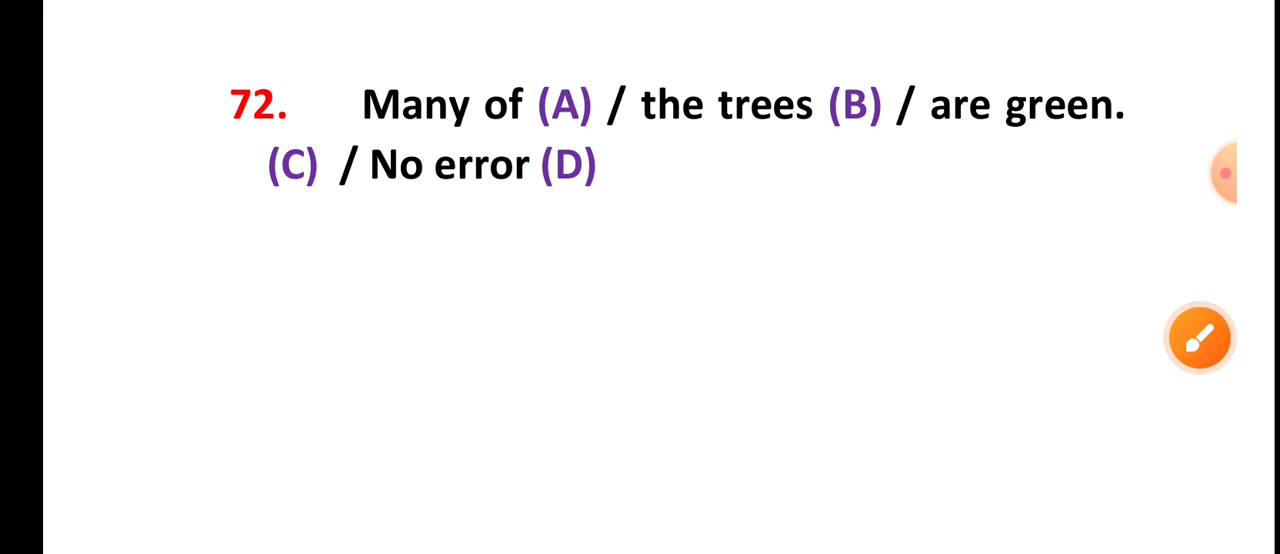 72. Many of (A) / the trees (B) / are green.
(C) / No error (D)